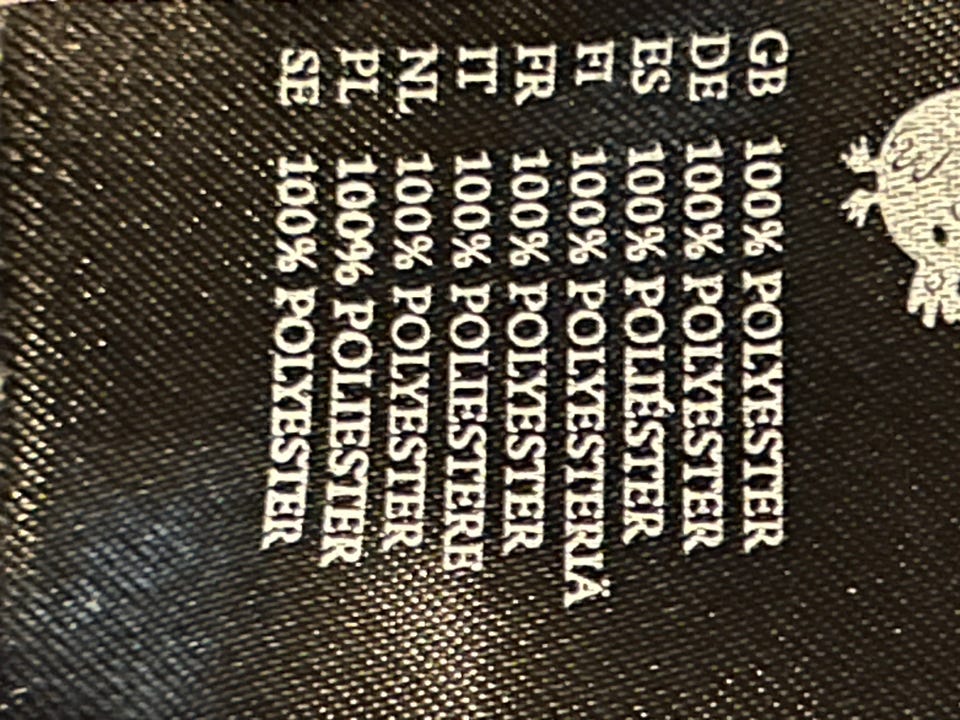 GB 100% POLYESTER
DE 100% POLYESTER
ES 100% POLIÉSTER
FI 100% POLYESTERIÄ
FR 100% POLYESTER
IT 100% POLIESTERE
NL 100% POLYESTER
PL 100% POLIESTER
SE 100% POLYESTER